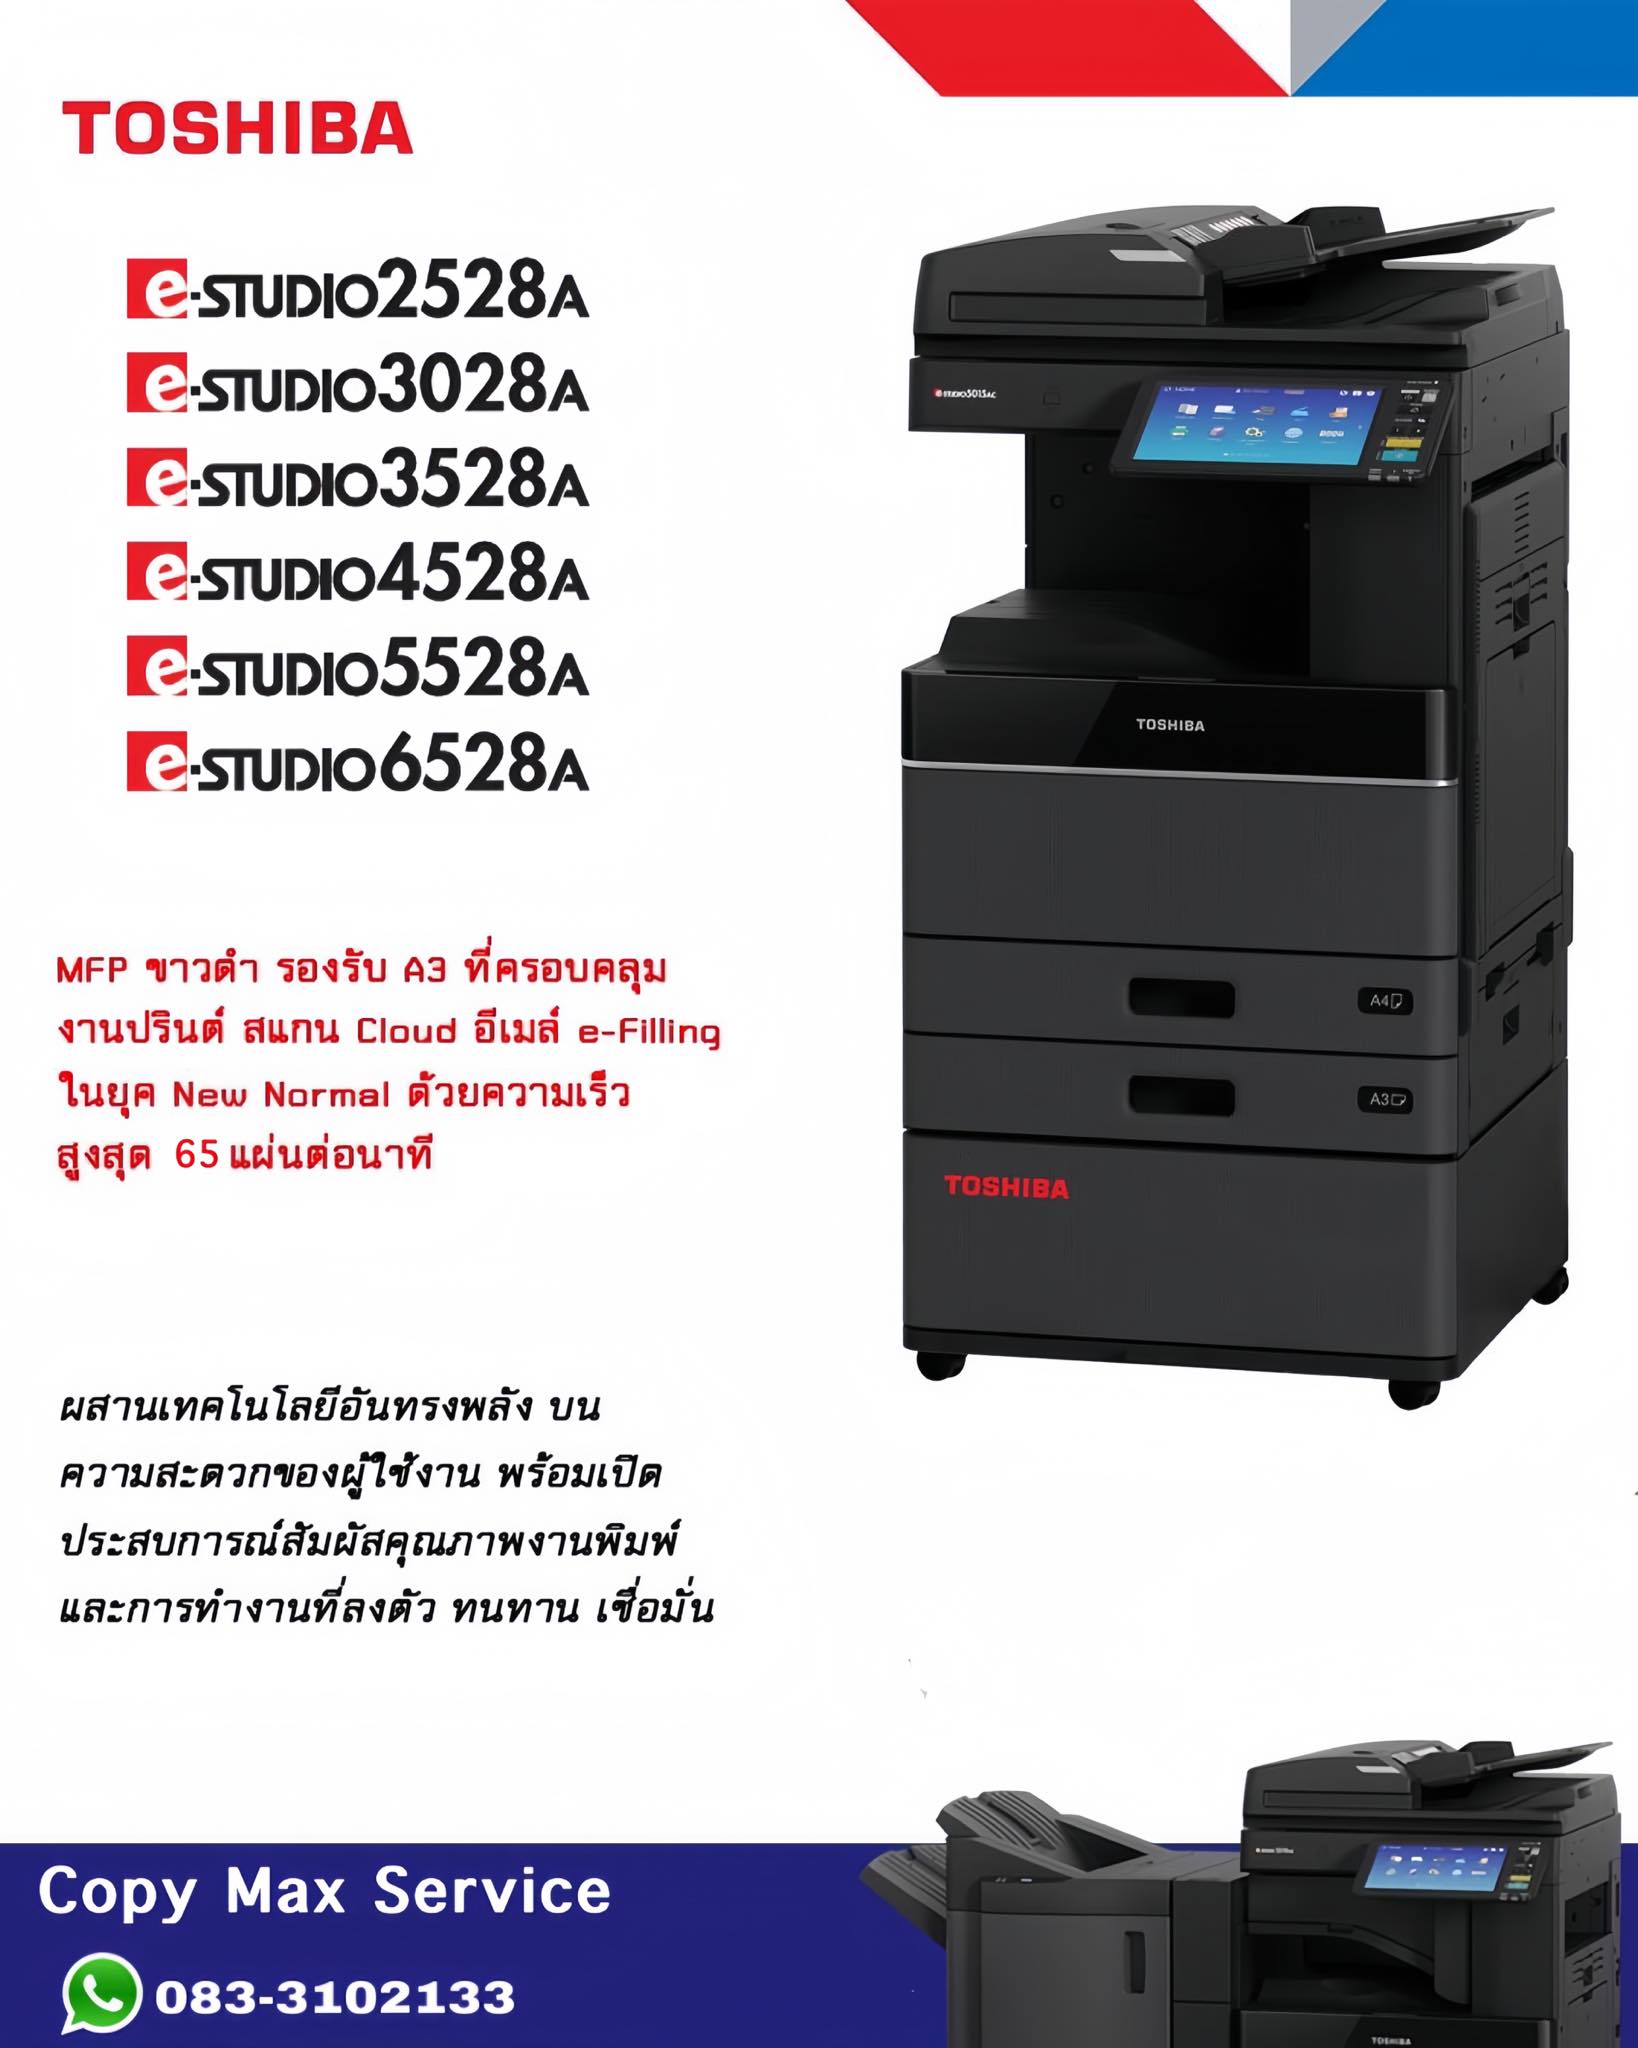 TOSHIBA
e-STUDIO2528A
e-STUDIO3028A
e-STUDIO3528A
e-STUDIO4528A
e-STUDIO5528A
e-STUDIO6528A
e-STUDIO5015AC
TOSHIBA
A4
A3
TOSHIBA
MFP ขาวดำ รองรับ A3 ที่ครอบคลุม
งานปรินต์ สแกน Cloud อีเมล์ e-Filling
ในยุค New Normal ด้วยความเร็ว
สูงสุด 65 แผ่นต่อนาที
ผสานเทคโนโลยีอันทรงพลัง บน
ความสะดวกของผู้ใช้งาน พร้อมเปิด
ประสบการณ์สัมผัสคุณภาพงานพิมพ์
และการทำงานที่ลงตัว ทนทาน เชื่อมั่น
Copy Max Service
083-3102133
TOSHIBA